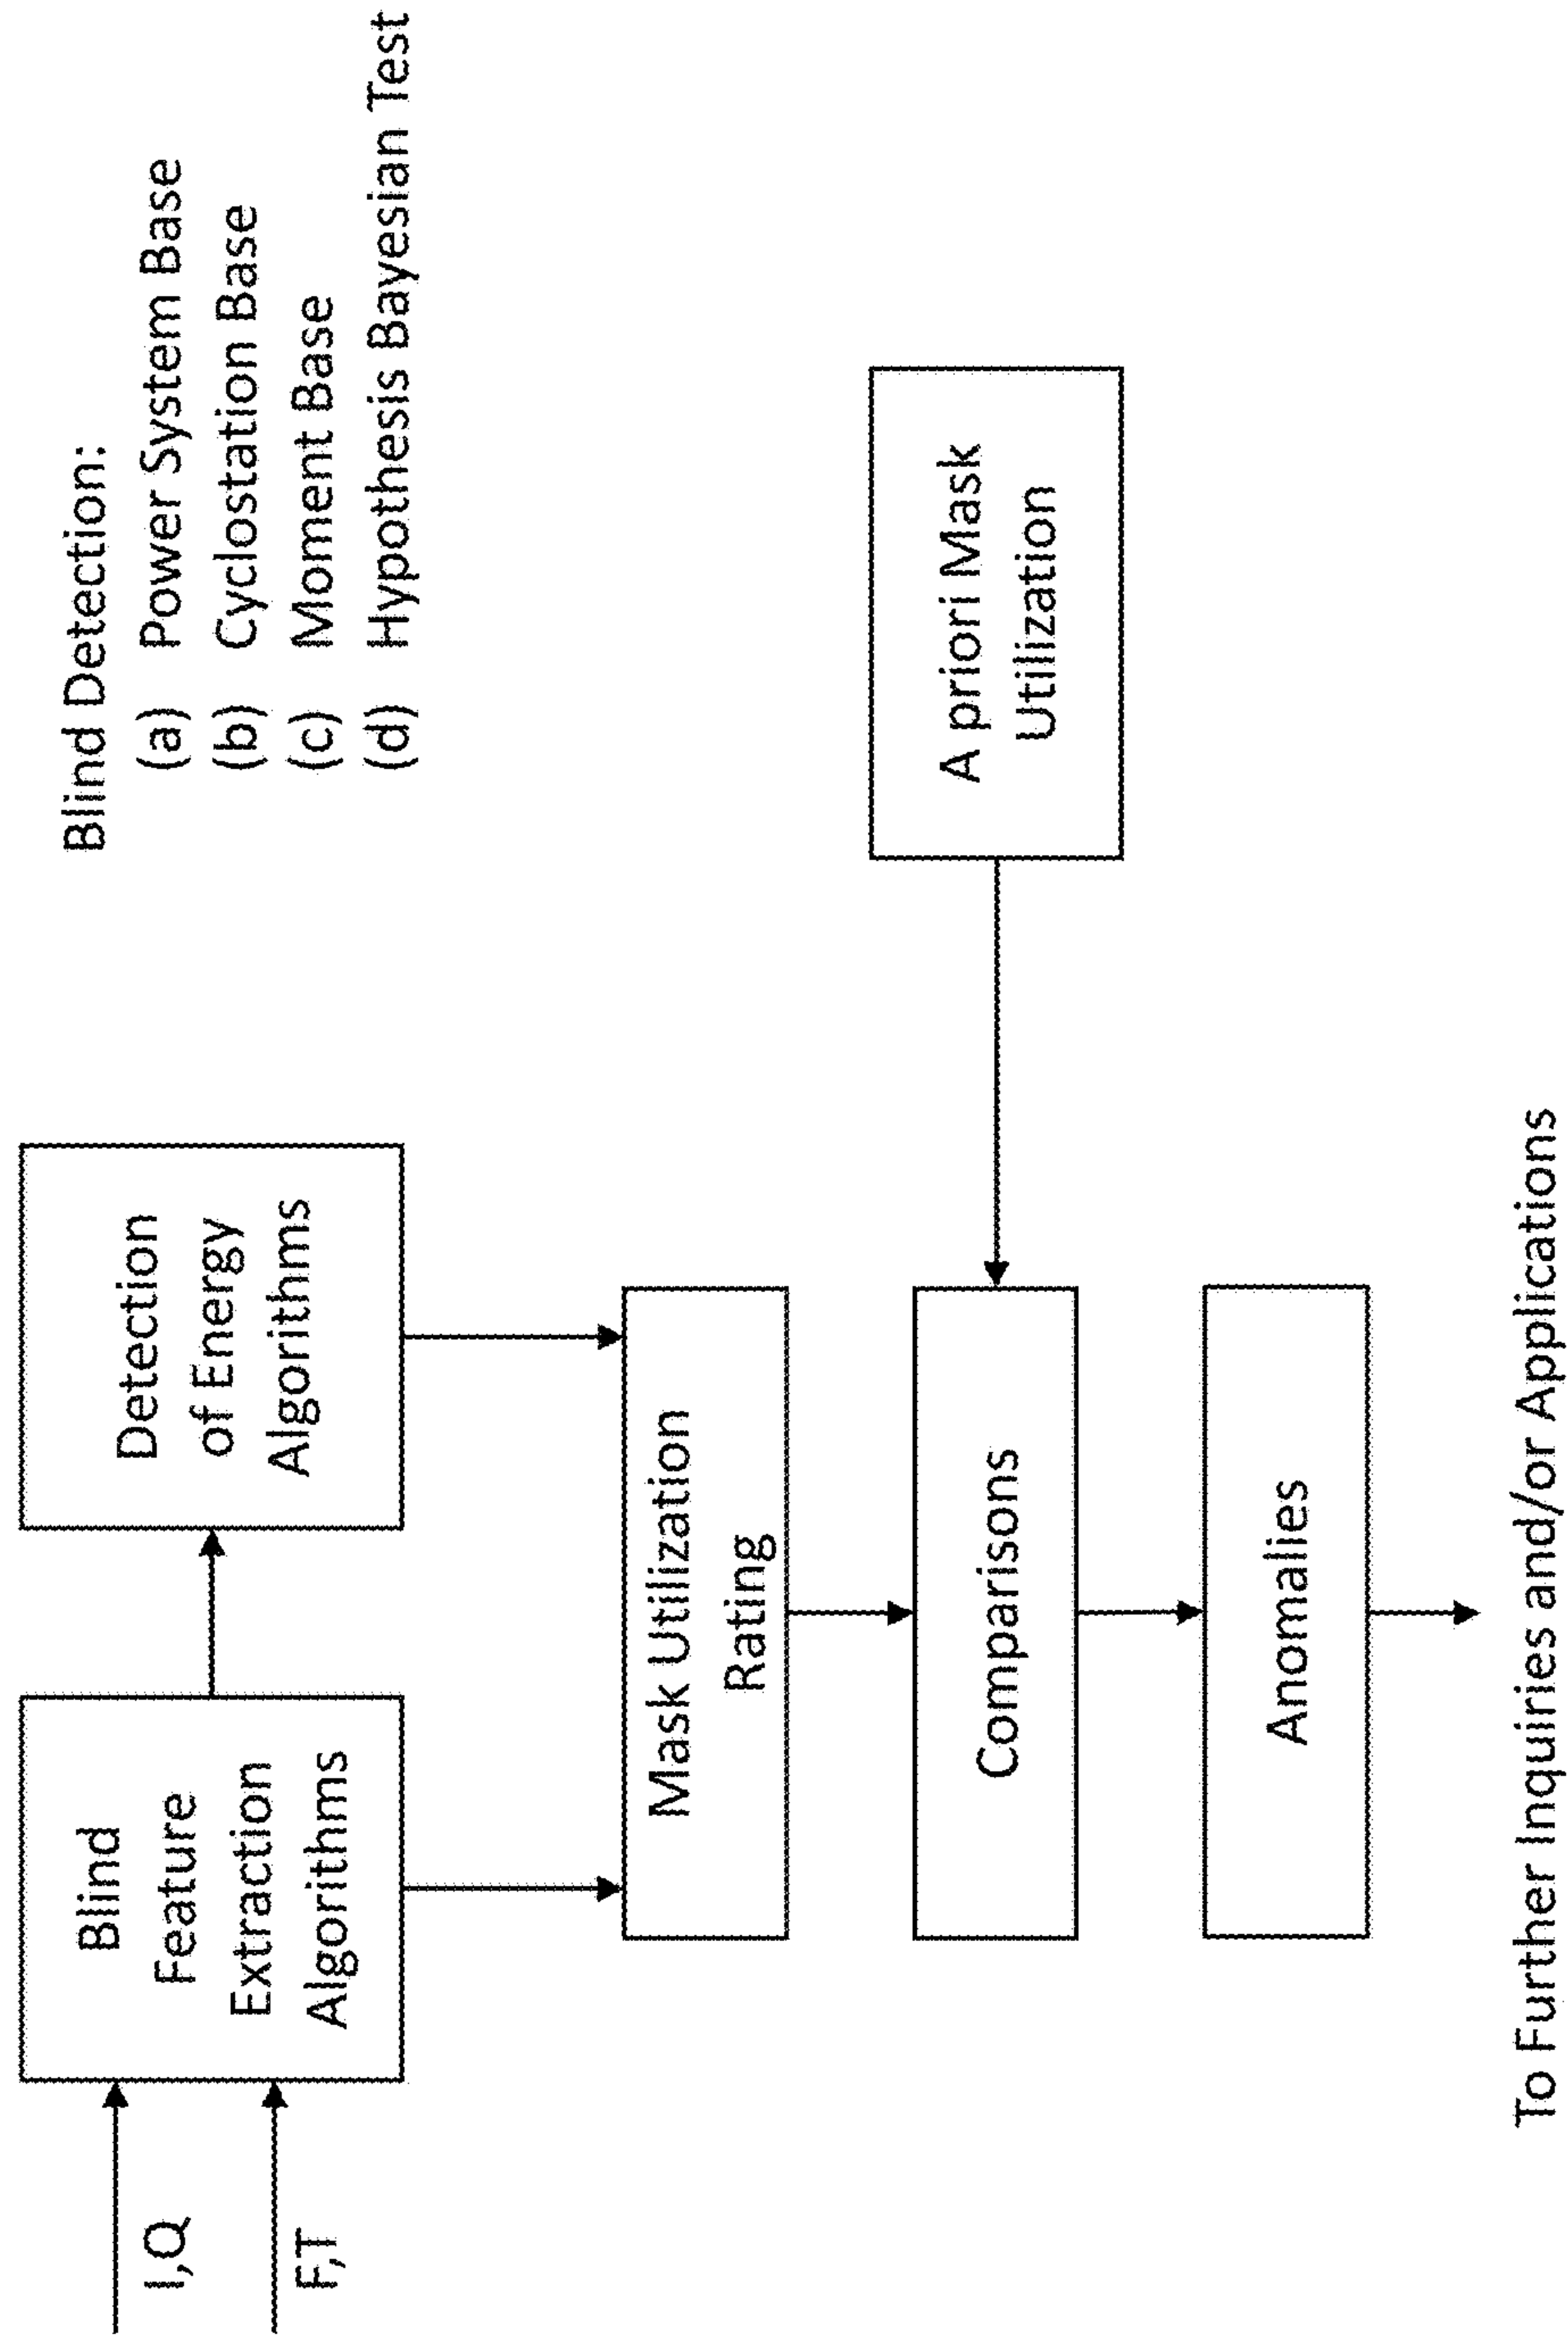 Blind Detection:
(a) Power System Base
(b) Cyclostation Base
(c) Moment Base
(d) Hypothesis Bayesian Test
I,Q
F,T
Blind
Feature
Extraction
Algorithms
Detection
of Energy
Algorithms
Mask Utilization
Rating
Comparisons
A priori Mask
Utilization
Anomalies
To Further Inquiries and/or Applications